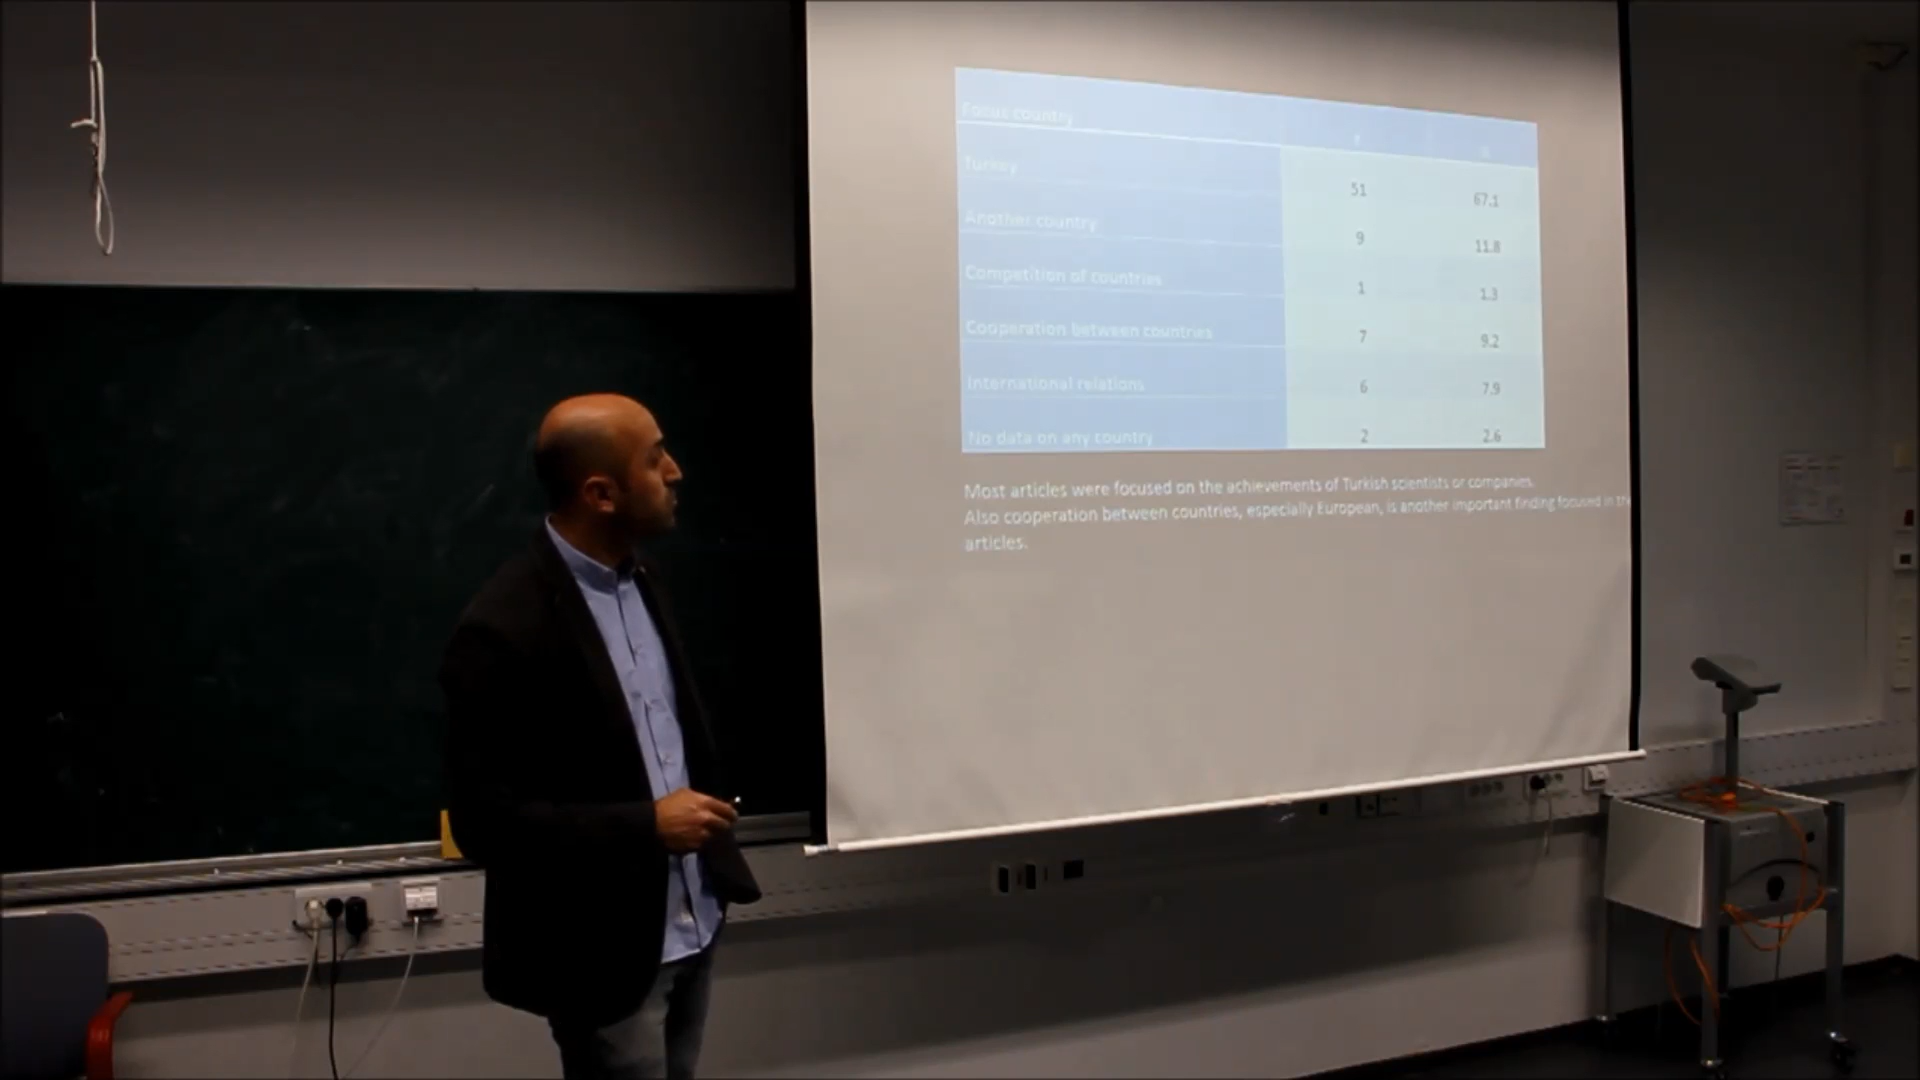 Focus country f %
Turkey 51 67.1
Another country 9 11.8
Competition of countries 1 1.3
Cooperation between countries 7 9.2
International relations 6 7.9
No data on any country 2 2.6
Most articles were focused on the achievements of Turkish scientists or companies.
Also cooperation between countries, especially European, is another important finding focused in the
articles.